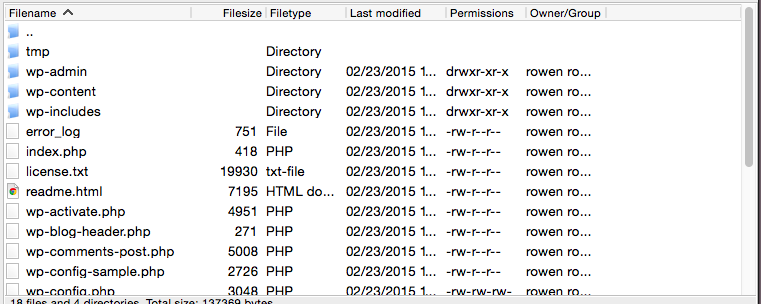 Filename Filesize Filetype Last modified Permissions Owner/Group
..
tmp Directory
wp-admin Directory 02/23/2015 1... drwxr-xr-x rowen ro...
wp-content Directory 02/23/2015 1... drwxr-xr-x rowen ro...
wp-includes Directory 02/23/2015 1... drwxr-xr-x rowen ro...
error_log 751 File 02/23/2015 1... -rw-r--r-- rowen ro...
index.php 418 PHP 02/23/2015 1... -rw-r--r-- rowen ro...
license.txt 19930 txt-file 02/23/2015 1... -rw-r--r-- rowen ro...
readme.html 7195 HTML do... 02/23/2015 1... -rw-r--r-- rowen ro...
wp-activate.php 4951 PHP 02/23/2015 1... -rw-r--r-- rowen ro...
wp-blog-header.php 271 PHP 02/23/2015 1... -rw-r--r-- rowen ro...
wp-comments-post.php 5008 PHP 02/23/2015 1... -rw-r--r-- rowen ro...
wp-config-sample.php 2726 PHP 02/23/2015 1... -rw-r--r-- rowen ro...
wp-config.php 3048 PHP 02/23/2015 1... -rw-rw-rw- rowen ro...
18 files and 4 directories. Total size: 137369 bytes